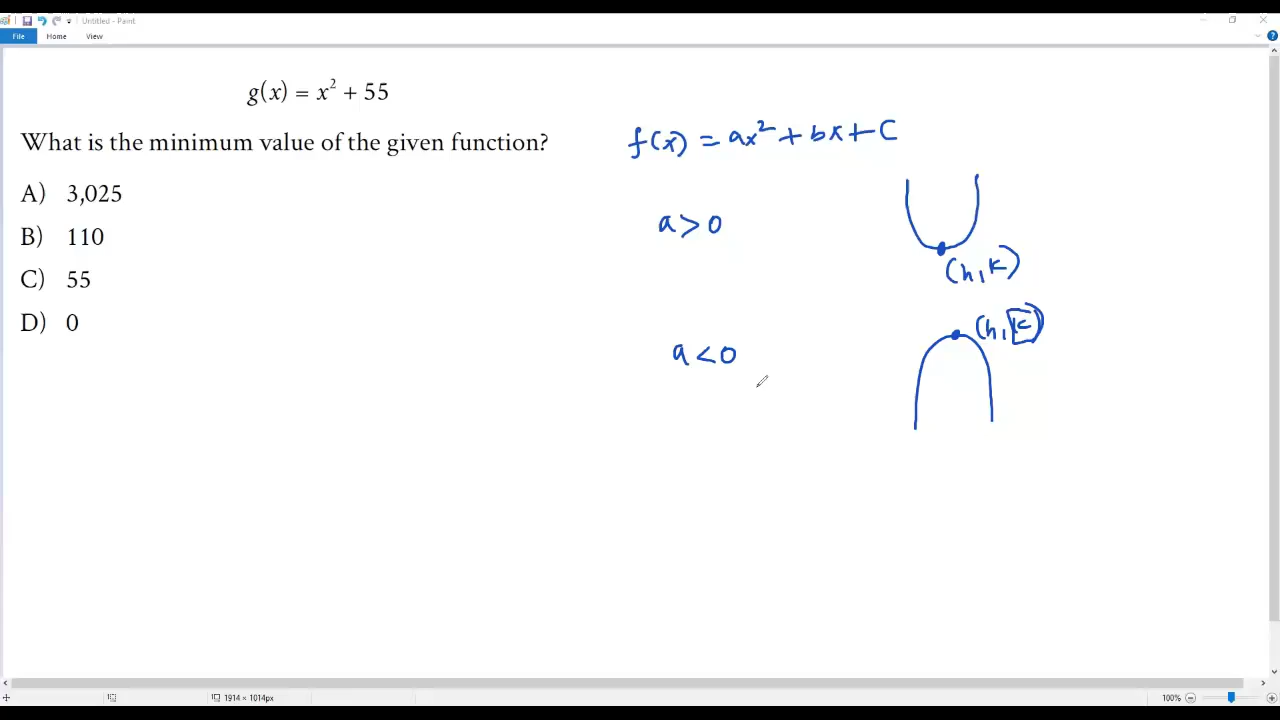 Untitled - Paint
File Home View
g(x) = x² + 55
What is the minimum value of the given function?
A) 3,025
B) 110
C) 55
D) 0
f(x) = ax² + bx + C
a > 0
(h, k)
(h, k)
a < 0
1914 × 1014px
100%